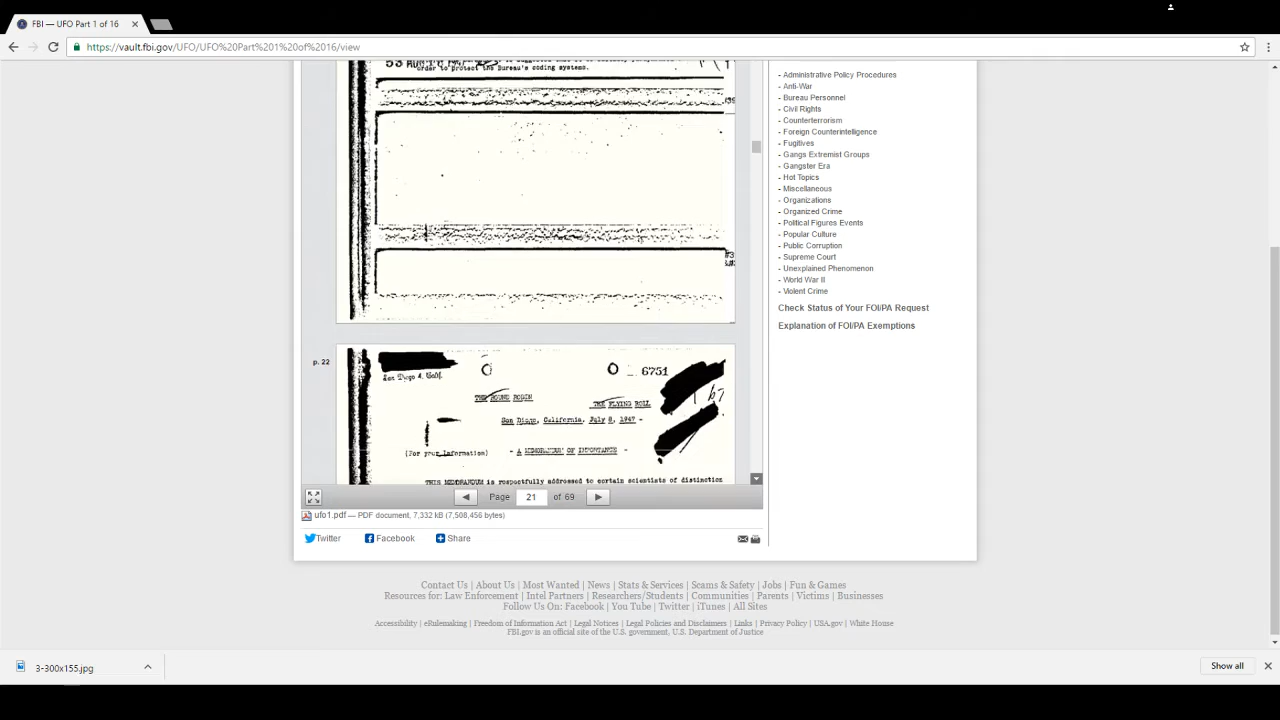 FBI — UFO Part 1 of 16
https://vault.fbi.gov/UFO/UFO%20Part%201%20of%2016/view
order to protect the Bureau's coding systems.
p. 22
6751
THE ROUND ROBIN
THE FLYING ROLL
San Diego, California, July 8, 1947 -
(For your Information)
- A MEMORANDUM OF IMPORTANCE -
THIS MEMORANDUM is respectfully addressed to certain scientists of distinction
Page 21 of 69
ufo1.pdf — PDF document, 7,332 kB (7,508,456 bytes)
Twitter Facebook Share
- Administrative Policy Procedures
- Anti-War
- Bureau Personnel
- Civil Rights
- Counterterrorism
- Foreign Counterintelligence
- Fugitives
- Gangs Extremist Groups
- Gangster Era
- Hot Topics
- Miscellaneous
- Organizations
- Organized Crime
- Political Figures Events
- Popular Culture
- Public Corruption
- Supreme Court
- Unexplained Phenomenon
- World War II
- Violent Crime
Check Status of Your FOI/PA Request
Explanation of FOI/PA Exemptions
Contact Us | About Us | Most Wanted | News | Stats & Services | Scams & Safety | Jobs | Fun & Games
Resources for: Law Enforcement | Intel Partners | Researchers/Students | Communities | Parents | Victims | Businesses
Follow Us On: Facebook | You Tube | Twitter | iTunes | All Sites
Accessibility | eRulemaking | Freedom of Information Act | Legal Notices | Legal Policies and Disclaimers | Links | Privacy Policy | USA.gov | White House
FBI.gov is an official site of the U.S. government, U.S. Department of Justice
3-300x155.jpg
Show all